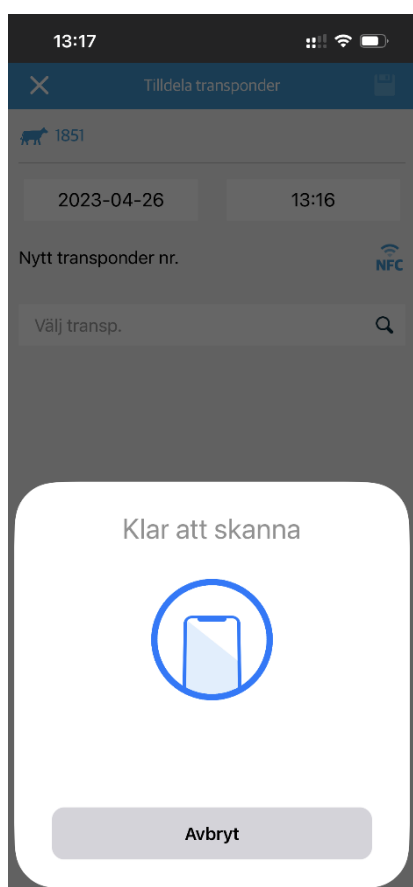 13:17
Tilldela transponder
1851
2023-04-26 13:16
Nytt transponder nr.
NFC
Välj transp.
Klar att skanna
Avbryt